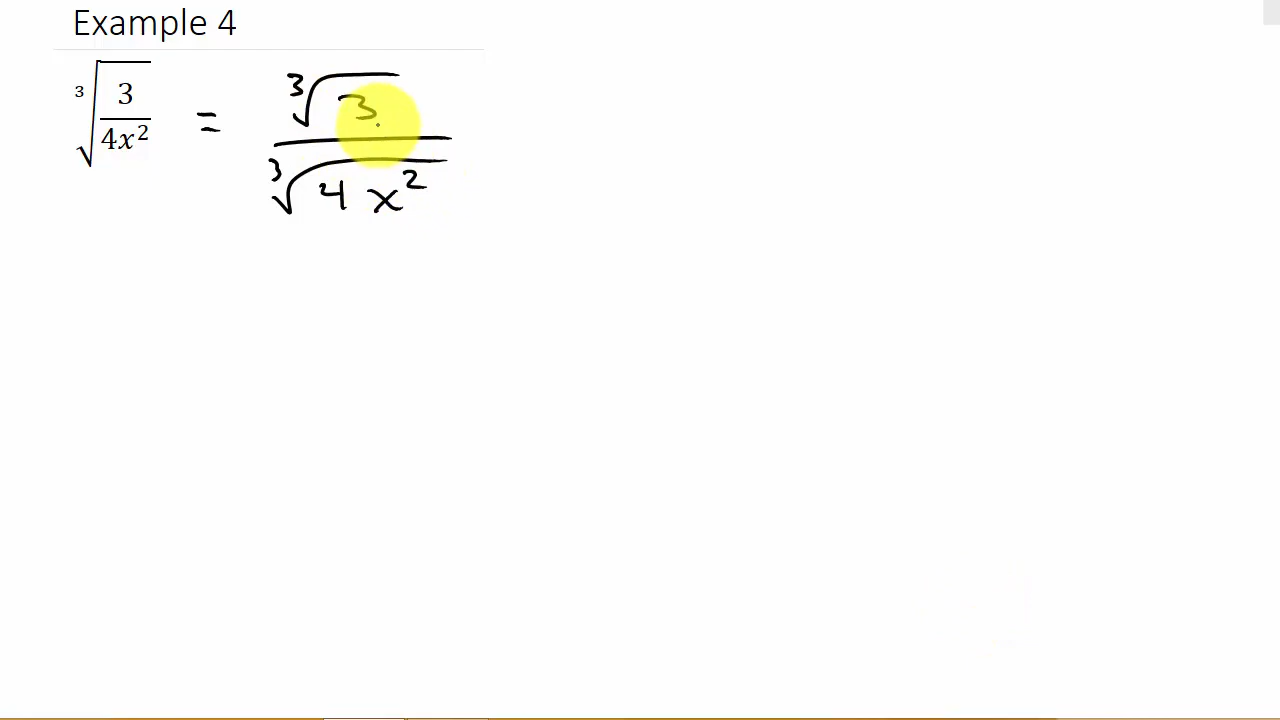 Example 4
∛(3/(4x²)) = ∛3/∛(4x²)